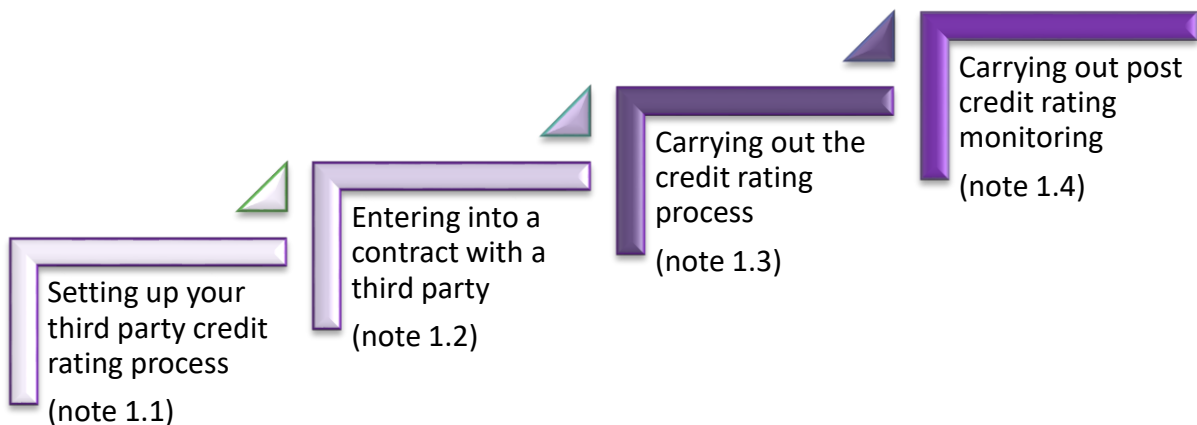 Setting up your
third party credit
rating process
(note 1.1)
Entering into a
contract with a
third party
(note 1.2)
Carrying out the
credit rating
process
(note 1.3)
Carrying out post
credit rating
monitoring
(note 1.4)